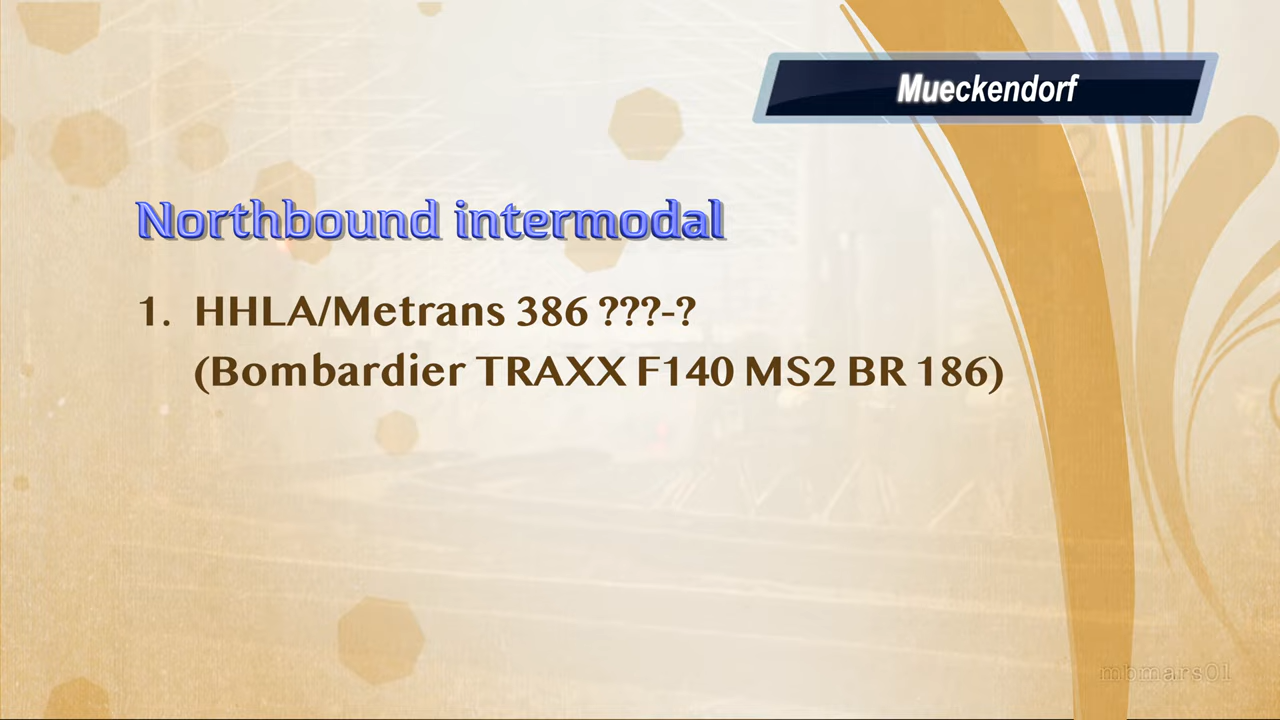 Mueckendorf
Northbound intermodal
1. HHLA/Metrans 386 ???-?
(Bombardier TRAXX F140 MS2 BR 186)
mbmars01